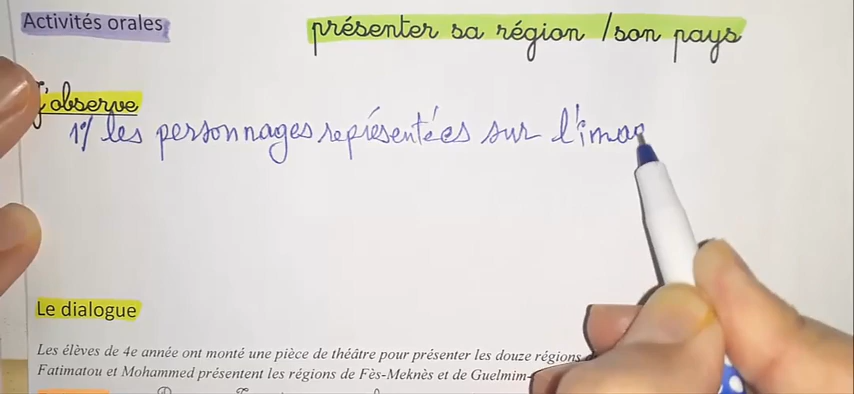 Activités orales
présenter sa région / son pays
J'observe
1°/ les personnages représentées sur l'imag
Le dialogue
Les élèves de 4e année ont monté une pièce de théâtre pour présenter les douze régions
Fatimatou et Mohammed présentent les régions de Fès-Meknès et de Guelmim-